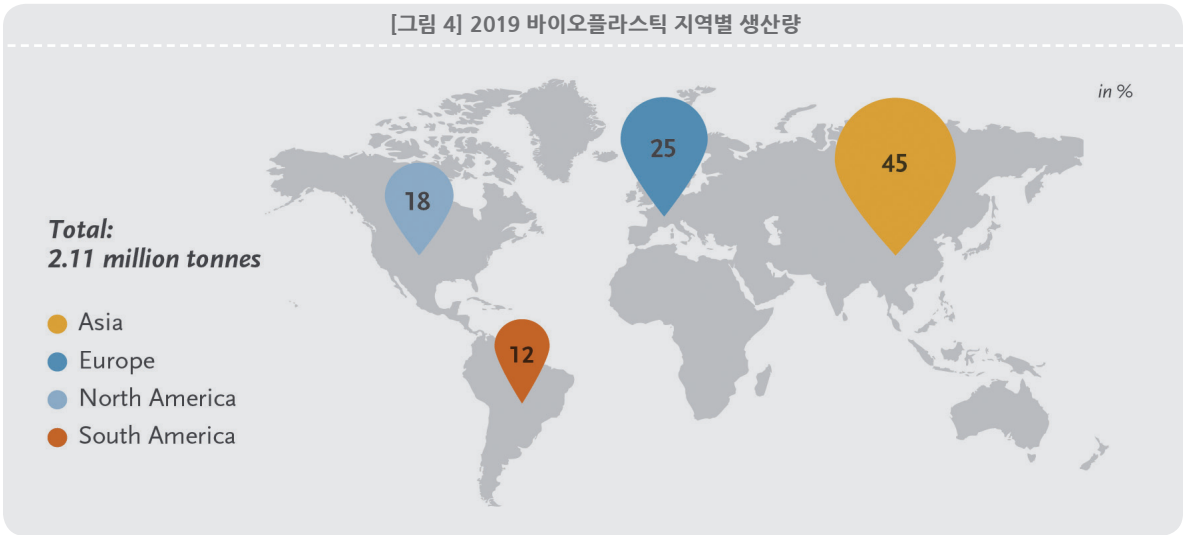 [그림 4] 2019 바이오플라스틱 지역별 생산량
in %
25
45
18
Total:
2.11 million tonnes
Asia
12
Europe
North America
South America